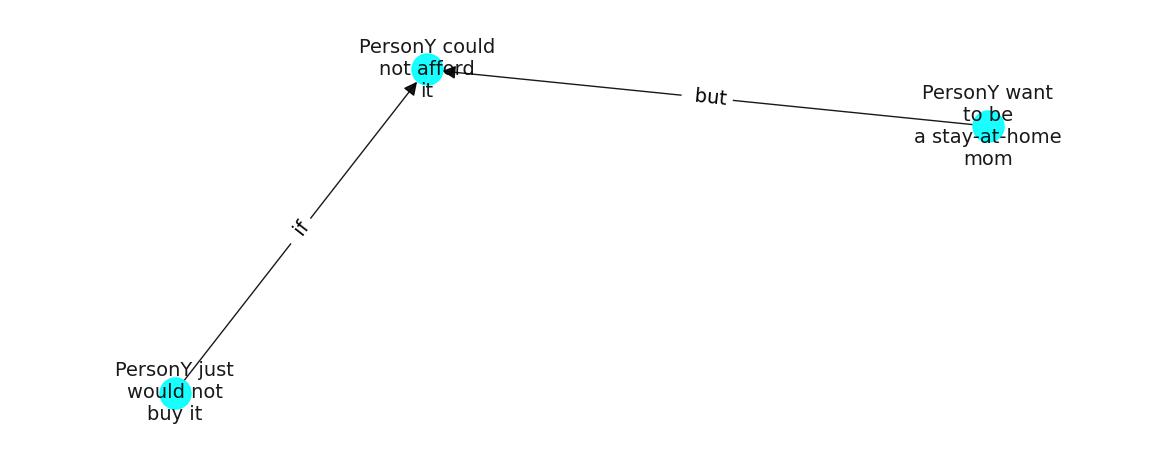 PersonY could
not afford
it
but
PersonY want
to be
a stay-at-home
mom
if
PersonY just
would not
buy it